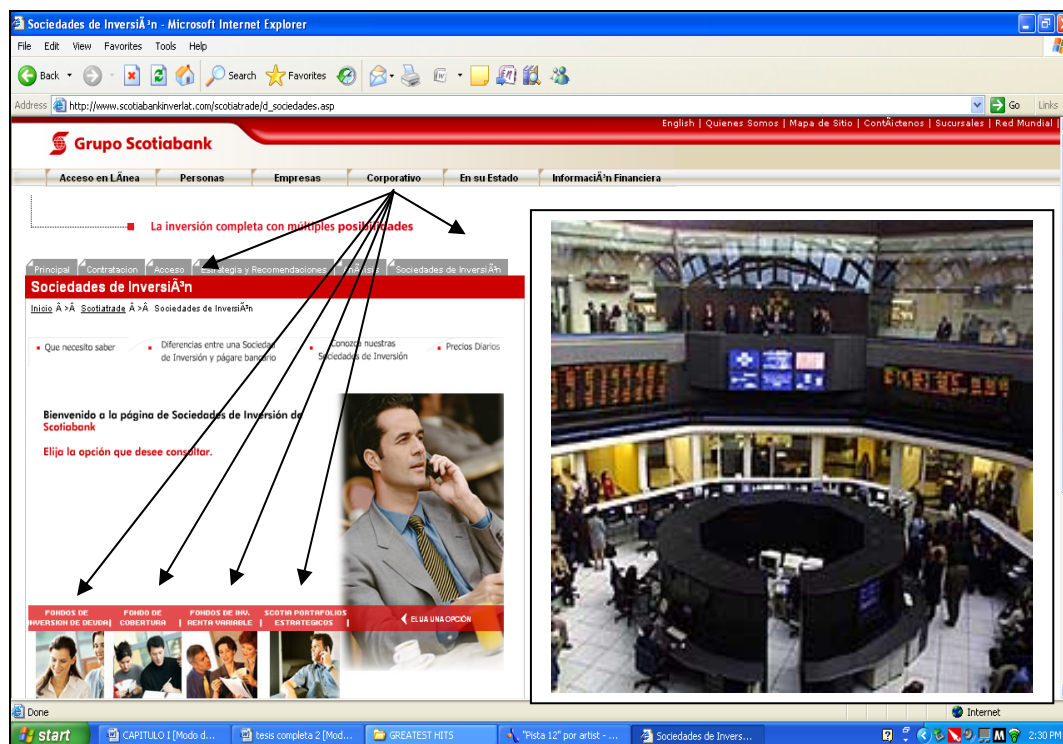 Sociedades de InversiÃ³n - Microsoft Internet Explorer
File Edit View Favorites Tools Help
Back Search Favorites
Address http://www.scotiabankinverlat.com/scotiatrade/d_sociedades.asp Go Links
English | Quienes Somos | Mapa de Sitio | ContÃictenos | Sucursales | Red Mundial |
Grupo Scotiabank
Acceso en LÃnea Personas Empresas Corporativo En su Estado InformaciÃ³n Financiera
La inversión completa con múltiples posibilidades
Principal Contratacion Acceso Estrategia y Recomendaciones Sociedades de InversiÃ³n
Sociedades de InversiÃ³n
Inicio Â >Â Scotiatrade Â >Â Sociedades de InversiÃ³n
Que necesito saber
Diferencias entre una Sociedad
de Inversión y págare bancario
Conozca nuestras
Sociedades de Inversión
Precios Diarios
Bienvenido a la página de Sociedades de Inversión de
Scotiabank
Elija la opción que desee consultar.
FONDOS DE
INVERSION DE DEUDA|
FONDO DE
COBERTURA |
FONDOS DE INV.
RENTA VARIABLE |
SCOTIA PORTAFOLIOS
ESTRATEGICOS |
ELIJA UNA OPCIÓN
Done Internet
start CAPITULO I [Modo d... tesis completa 2 [Mod... GREATEST HITS "Pista 12" por artist - ... Sociedades de Invers... 2:30 PM